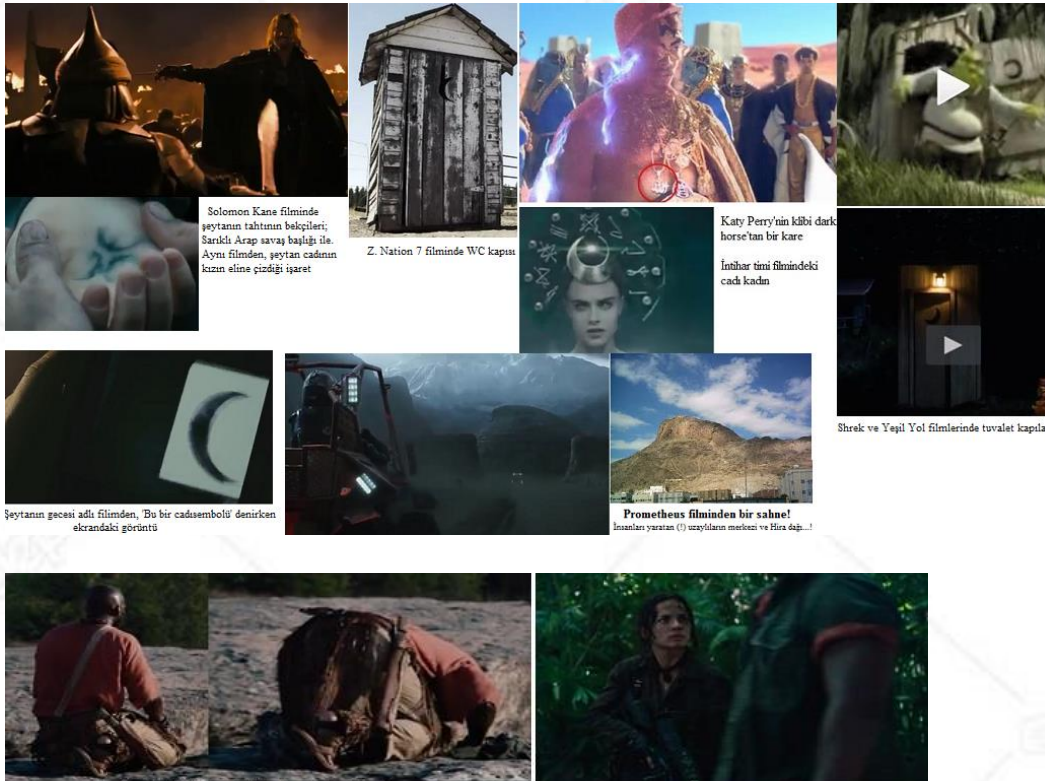 Solomon Kane filminde
şeytanın tahtının bekçileri;
Sarıklı Arap savaş başlığı ile.
Aynı filmden, şeytan cadının
kızın eline çizdiği işaret
Z. Nation 7 filminde WC kapısı
Katy Perry'nin klibi dark
horse'tan bir kare
İntihar timi filmindeki
cadı kadın
Shrek ve Yeşil Yol filmlerinde tuvalet kapıla
Şeytanın gecesi adlı filimden, 'Bu bir cadısembolü' denirken
ekrandaki görüntü
Prometheus filminden bir sahne!
İnsanları yaratan (!) uzaylıların merkezi ve Hira dağı...!